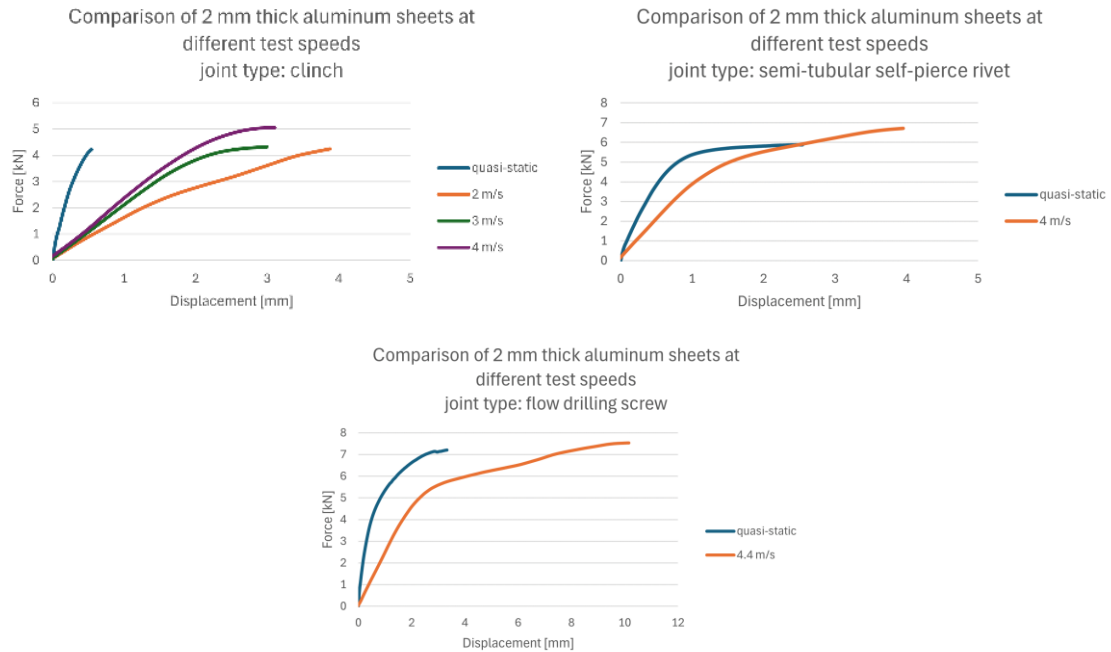 Comparison of 2 mm thick aluminum sheets at
different test speeds
joint type: clinch
6
5
4
3
2
1
0
Force [kN]
0 1 2 3 4 5
Displacement [mm]
quasi-static
2 m/s
3 m/s
4 m/s
Comparison of 2 mm thick aluminum sheets at
different test speeds
joint type: semi-tubular self-pierce rivet
8
7
6
5
4
3
2
1
0
Force [kN]
0 1 2 3 4 5
Displacement [mm]
quasi-static
4 m/s
Comparison of 2 mm thick aluminum sheets at
different test speeds
joint type: flow drilling screw
8
7
6
5
4
3
2
1
0
Force [kN]
0 2 4 6 8 10 12
Displacement [mm]
quasi-static
4.4 m/s